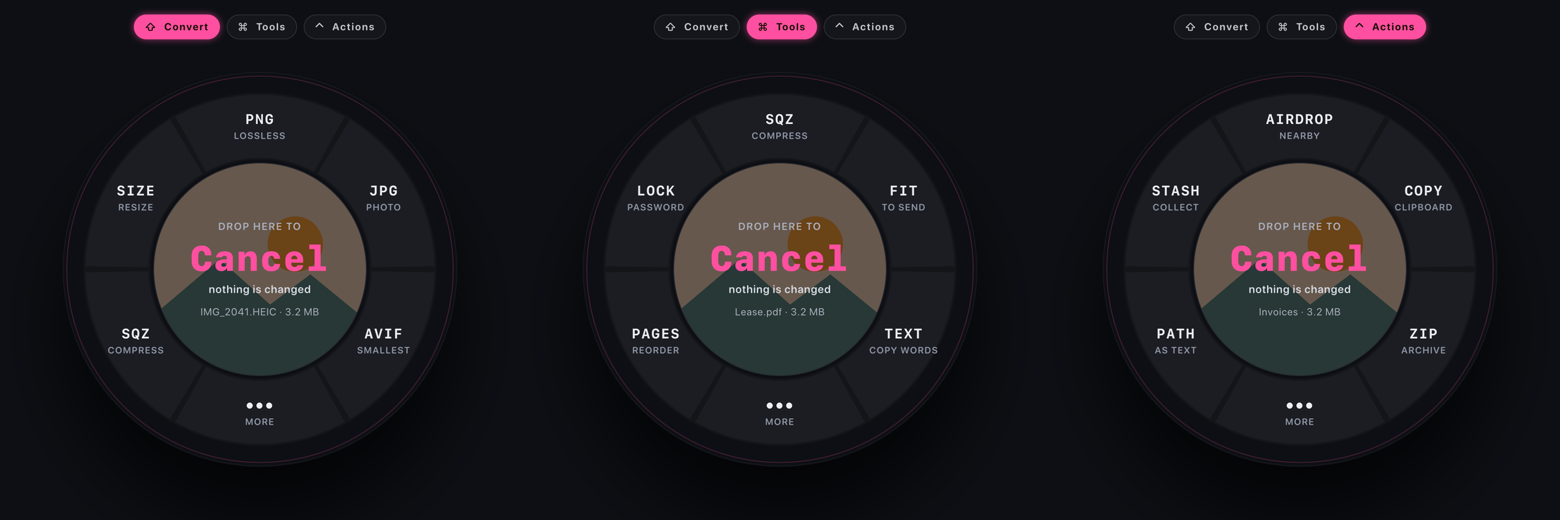 ⇧ Convert ⌘ Tools ⌃ Actions
PNG
LOSSLESS
SIZE
RESIZE
JPG
PHOTO
DROP HERE TO
Cancel
nothing is changed
IMG_2041.HEIC · 3.2 MB
SQZ
COMPRESS
AVIF
SMALLEST
•••
MORE
⇧ Convert ⌘ Tools ⌃ Actions
SQZ
COMPRESS
LOCK
PASSWORD
FIT
TO SEND
DROP HERE TO
Cancel
nothing is changed
Lease.pdf · 3.2 MB
PAGES
REORDER
TEXT
COPY WORDS
•••
MORE
⇧ Convert ⌘ Tools ⌃ Actions
AIRDROP
NEARBY
STASH
COLLECT
COPY
CLIPBOARD
DROP HERE TO
Cancel
nothing is changed
Invoices · 3.2 MB
PATH
AS TEXT
ZIP
ARCHIVE
•••
MORE